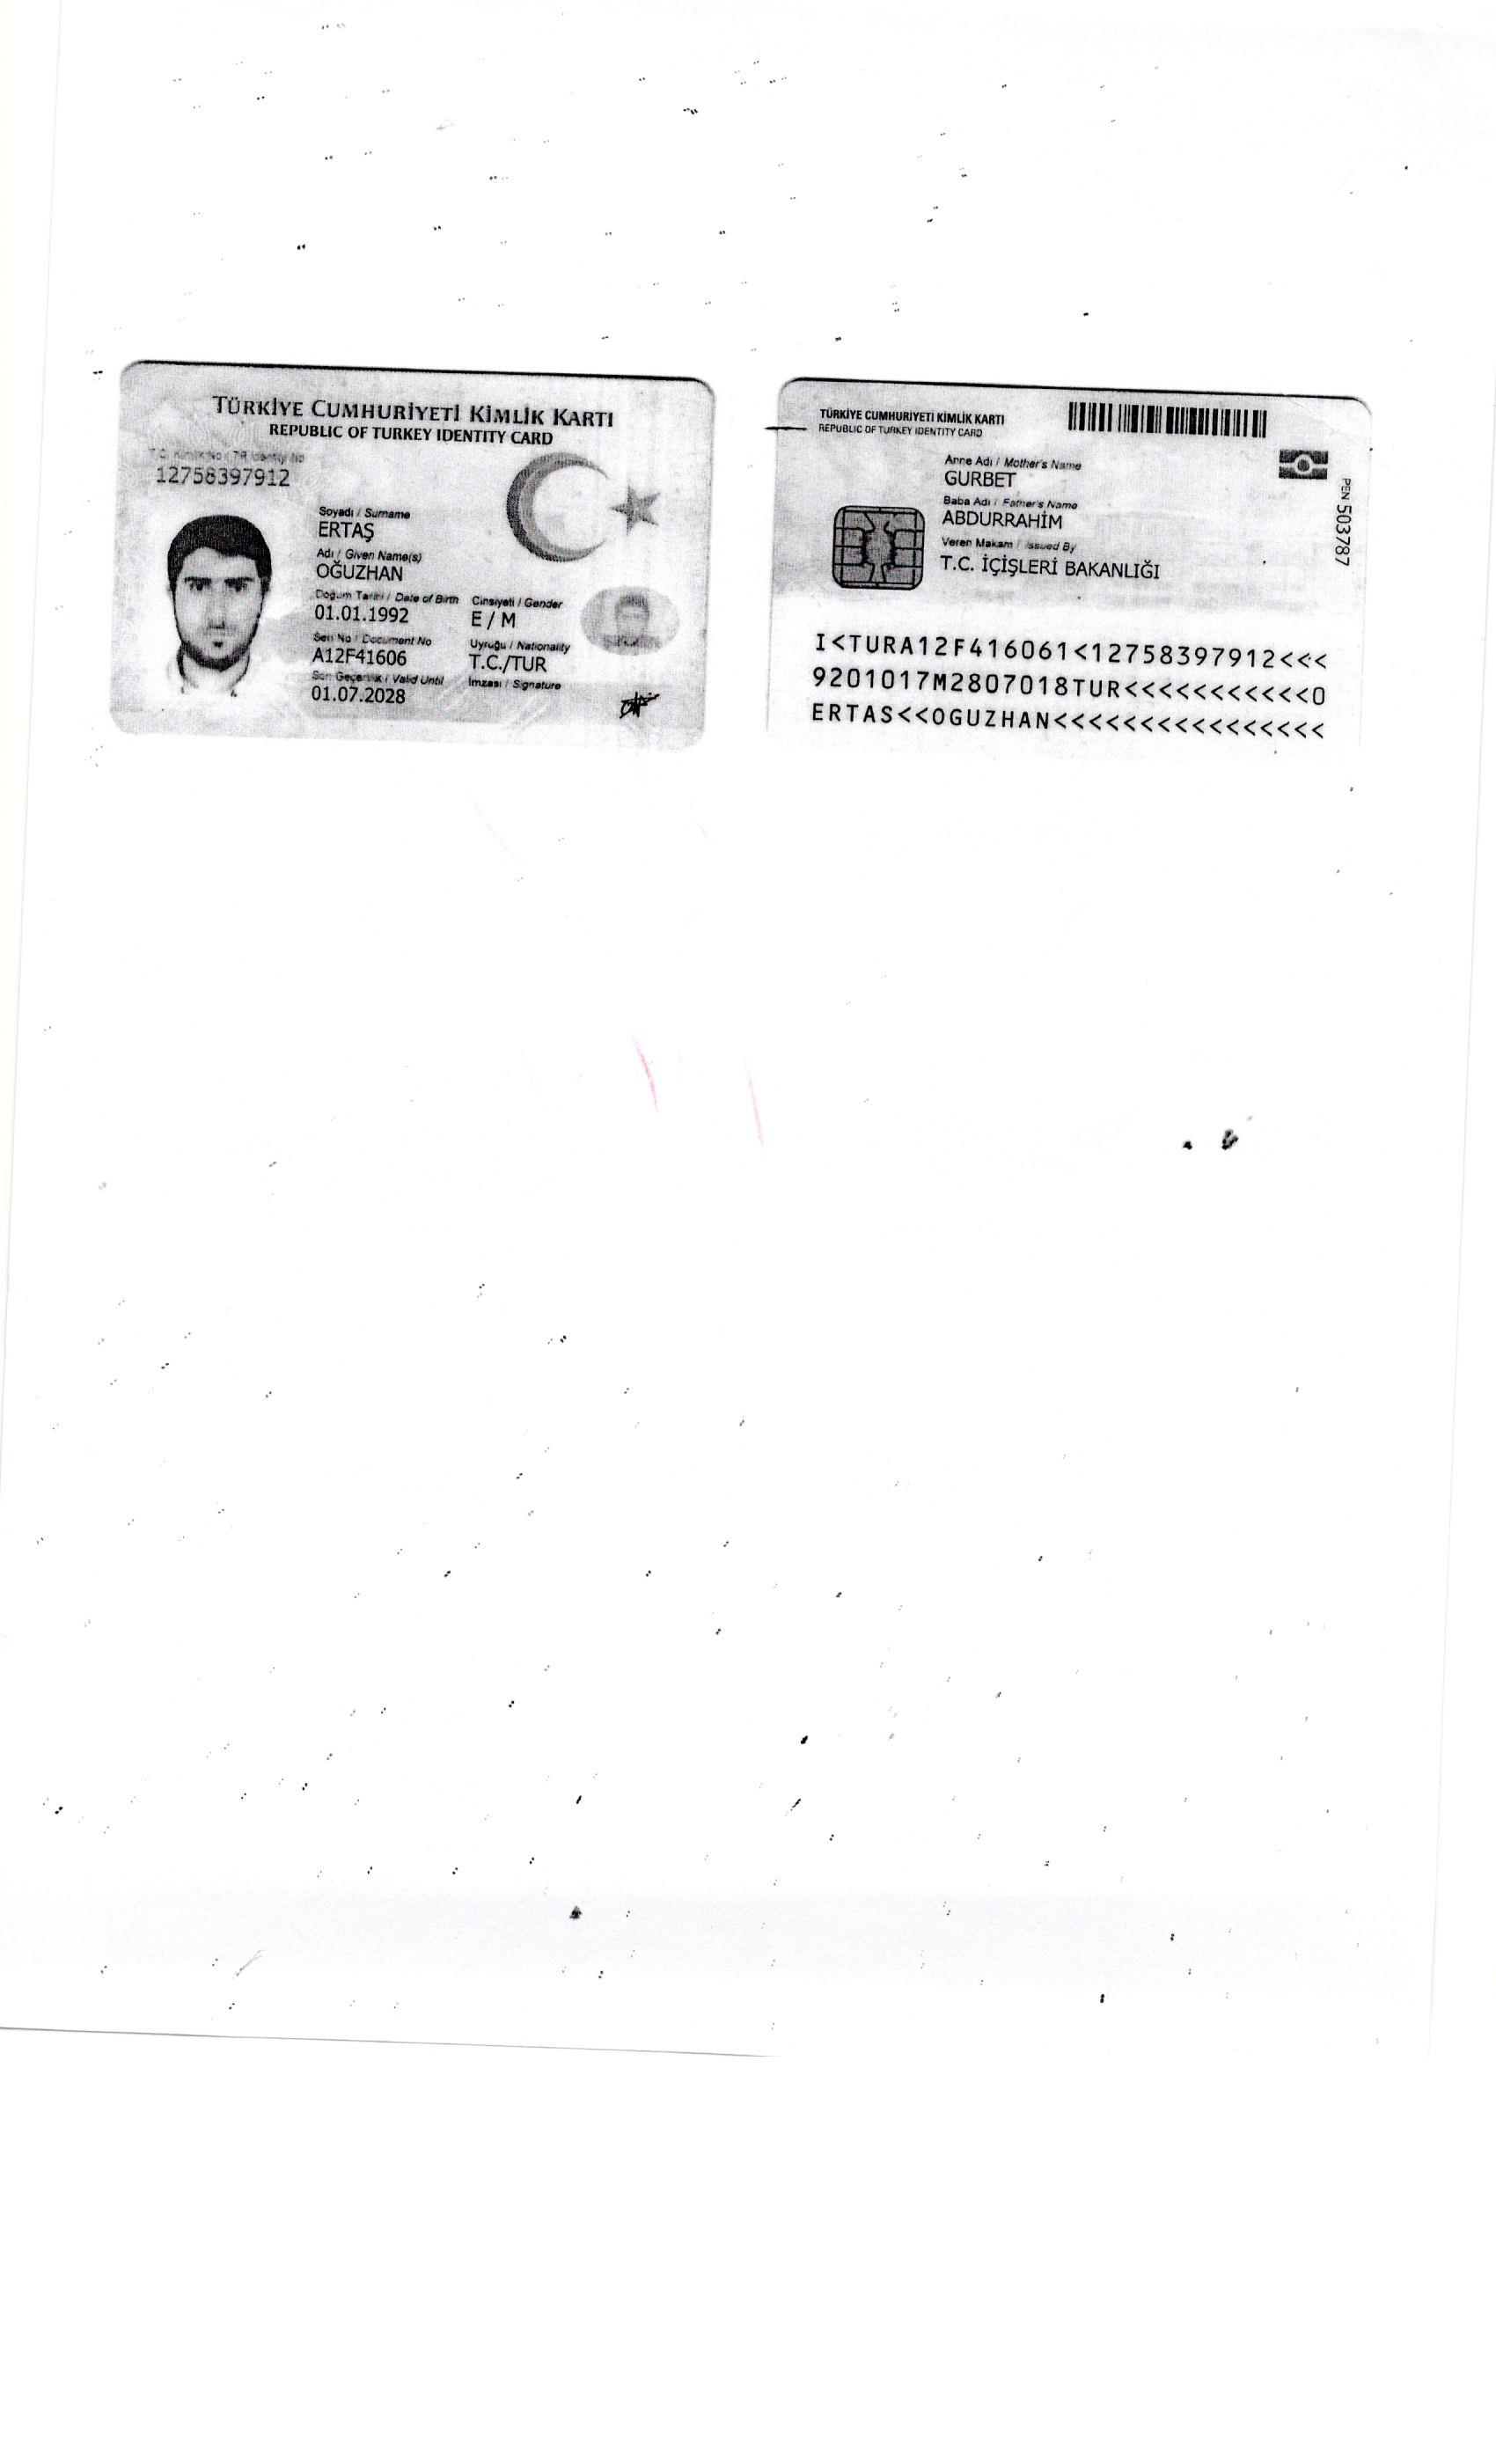 TÜRKİYE CUMHURİYETİ KİMLİK KARTI
REPUBLIC OF TURKEY IDENTITY CARD
T.C. Kimlik No / TR Identity No
12758397912
Soyadı / Surname
ERTAŞ
Adı / Given Name(s)
OĞUZHAN
Doğum Tarihi / Date of Birth Cinsiyeti / Gender
01.01.1992 E / M
Seri No / Document No Uyruğu / Nationality
A12F41606 T.C./TUR
Son Geçerlilik / Valid Until İmzası / Signature
01.07.2028
TÜRKİYE CUMHURİYETİ KİMLİK KARTI
REPUBLIC OF TURKEY IDENTITY CARD
Anne Adı / Mother's Name
GURBET
Baba Adı / Father's Name
ABDURRAHİM
Veren Makam / Issued By
T.C. İÇİŞLERİ BAKANLIĞI
PEN 503787
I<TURA12F416061<12758397912<<<
9201017M2807018TUR<<<<<<<<<<<0
ERTAS<<OGUZHAN<<<<<<<<<<<<<<<<